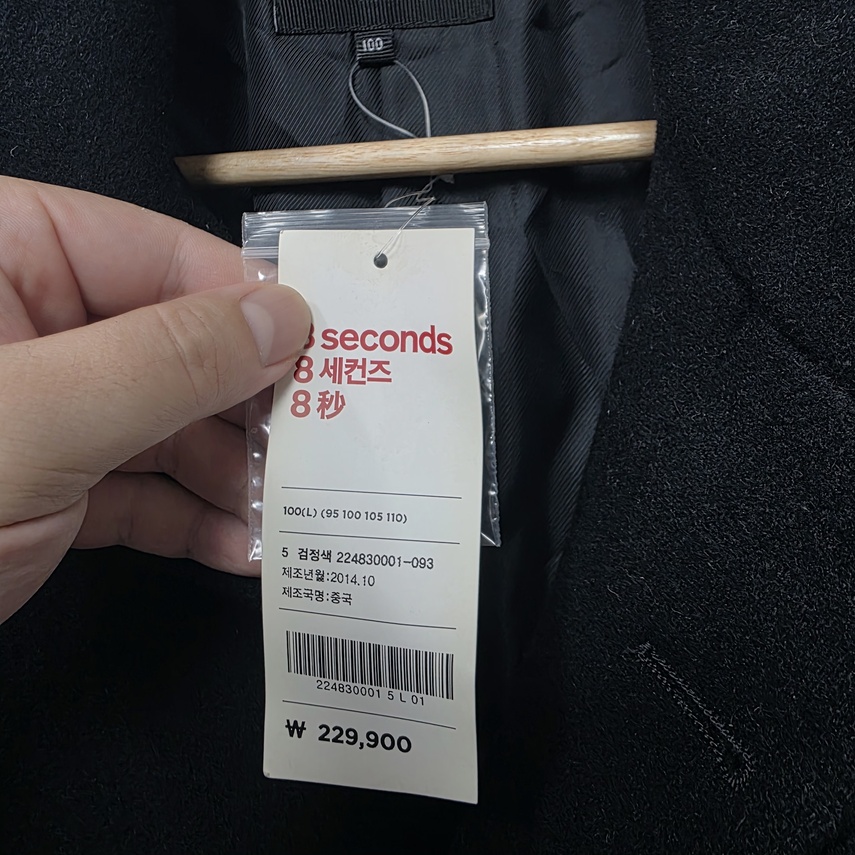 100
8 seconds
8 세컨즈
8 秒
100(L) (95 100 105 110)
5 검정색 224830001-093
제조년월:2014.10
제조국명:중국
224830001 5 L 01
₩ 229,900